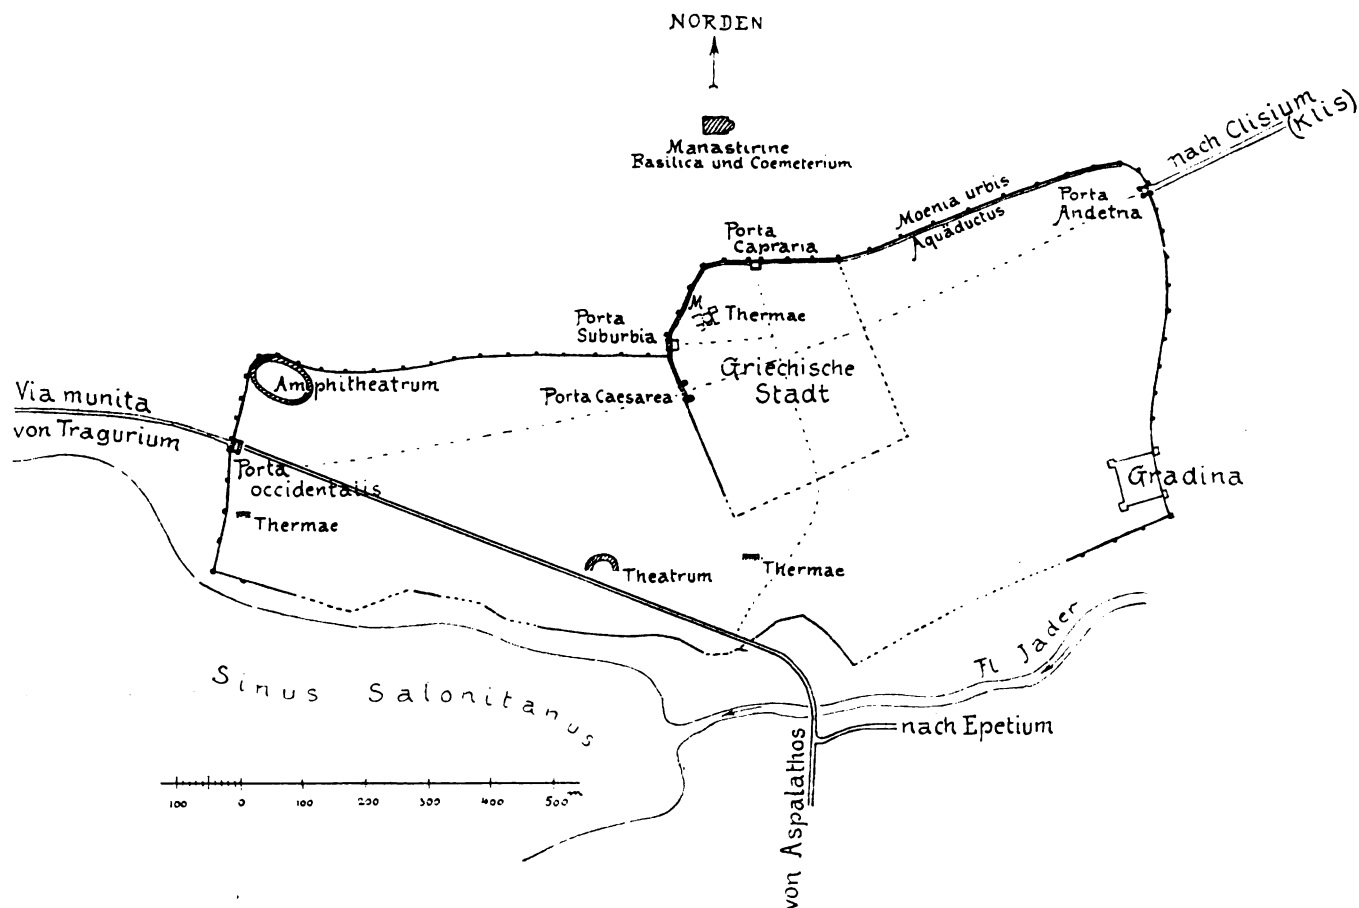 NORDEN
Manastirine
Basilica und Coemeterium
nach Clisium
(Klis)
Moenia urbis
Aquäductus
Porta
Andetna
Porta
Capraria
M
Thermae
Porta
Suburbia
Griechische
Stadt
Porta Caesarea
Amphitheatrum
Via munita
von Tragurium
Porta
occidentalis
Thermae
Gradina
Theatrum
Thermae
Fl Jader
Sinus Salonitanus
nach Epetium
von Aspalathos
100 0 100 200 300 400 500 m